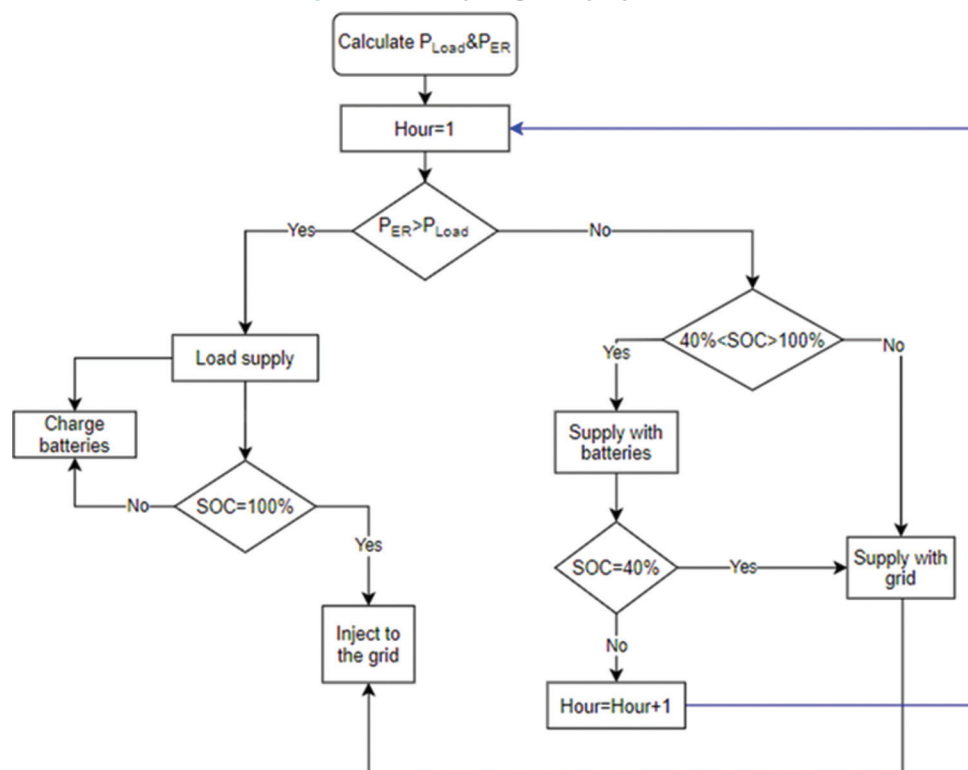 Calculate P_Load&P_ER
Hour=1
P_ER>P_Load
Yes
No
40%<SOC>100%
Load supply
Yes
No
Charge
batteries
Supply with
batteries
SOC=100%
No
Yes
SOC=40%
Yes
Supply with
grid
Inject to
the grid
No
Hour=Hour+1